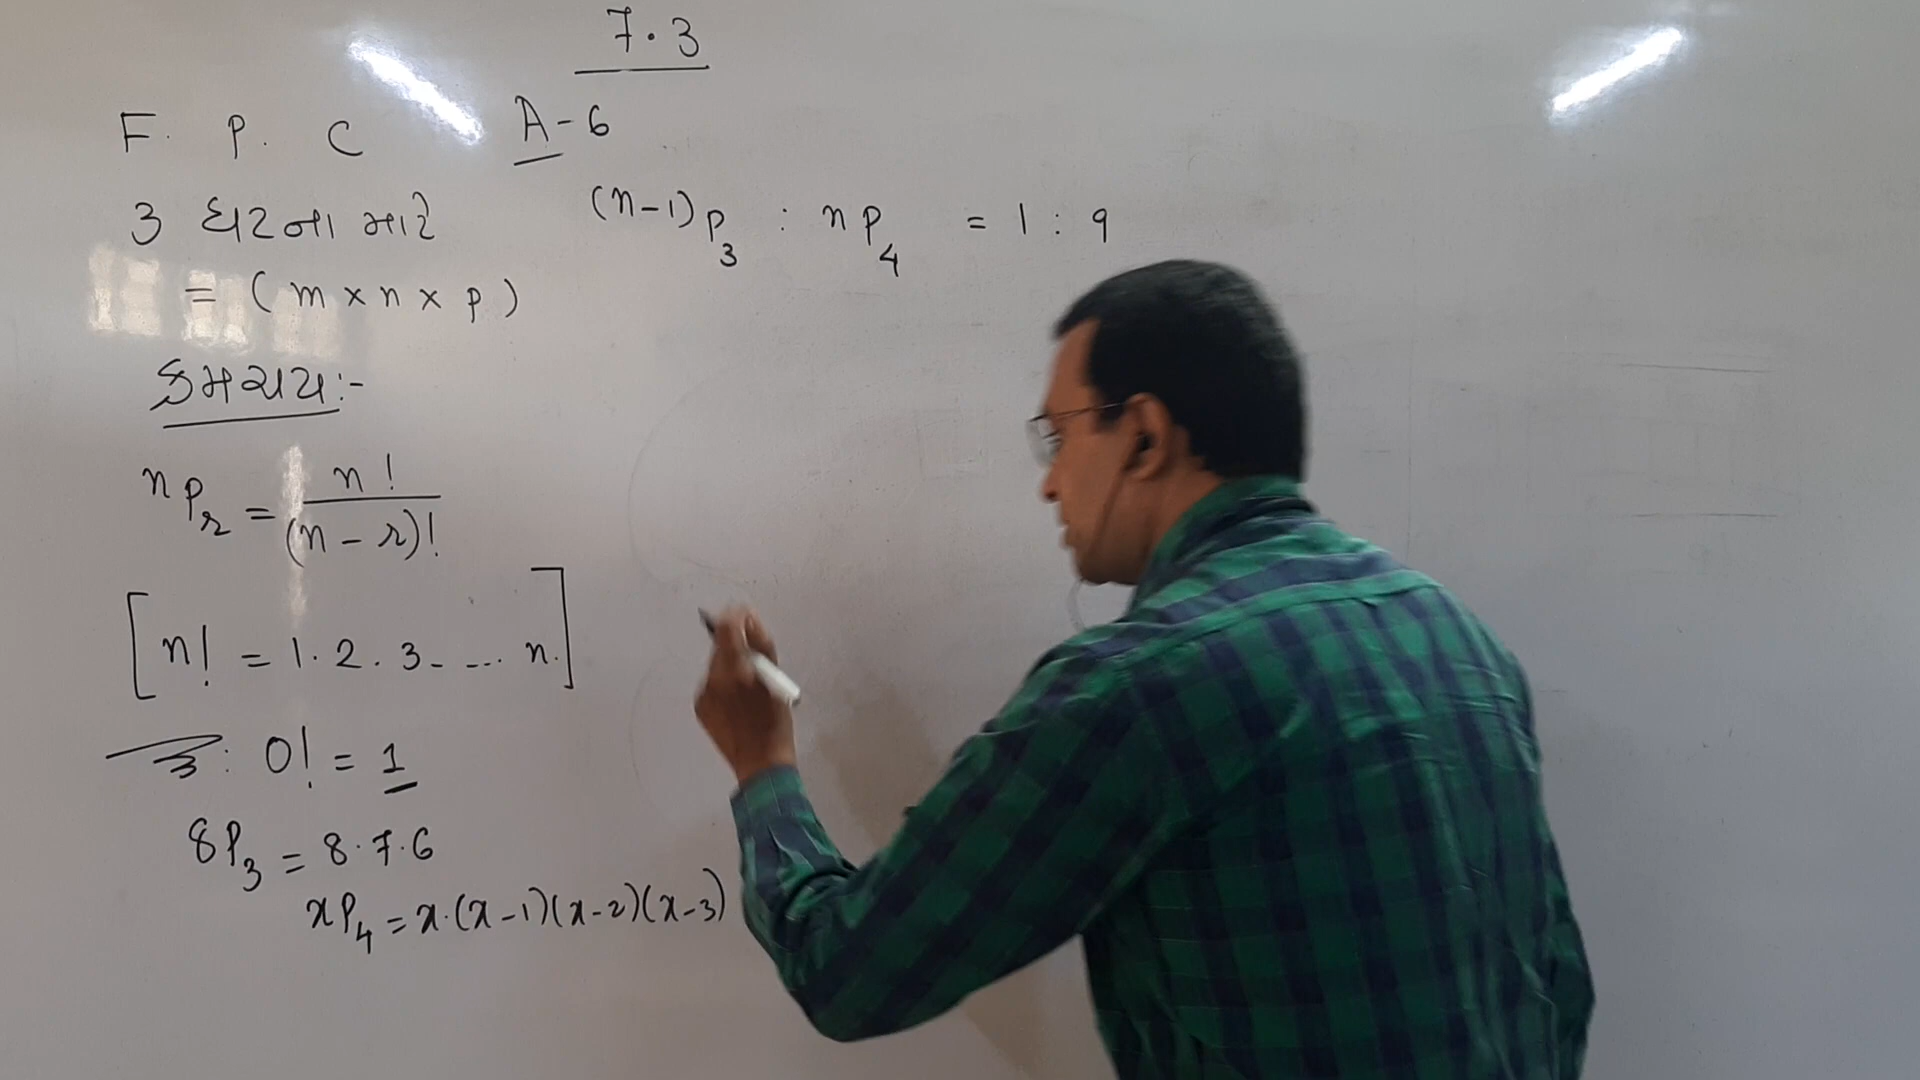 7.3
F. P. C
A-6
3 ઘટના માટે
(n-1)P₃ : nP₄ = 1 : 9
= (m × n × p)
ક્રમચય:-
nPr = n! / (n - r)!
[n! = 1.2.3- --- n.]
0! = 1
8P₃ = 8.7.6
xP₄ = x.(x-1)(x-2)(x-3)